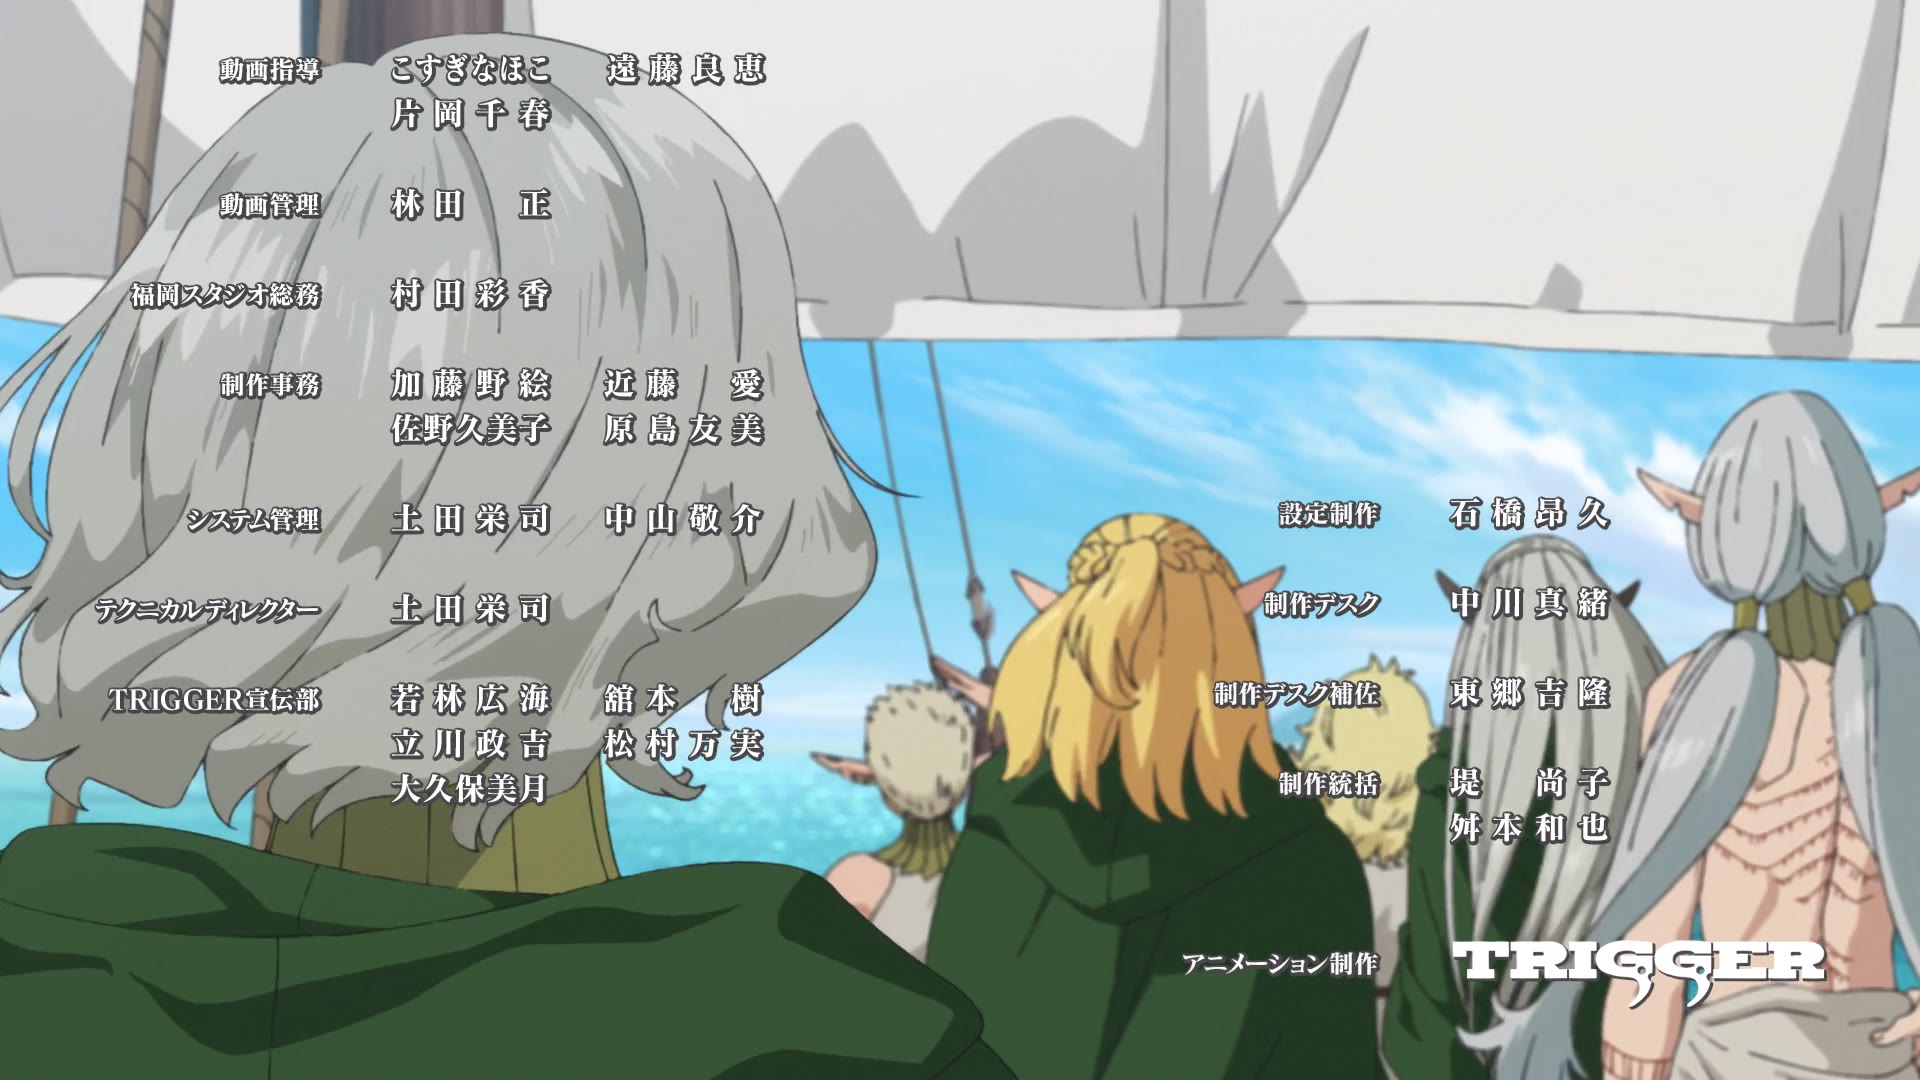 動画指導 こすぎなほこ 遠藤良恵
片岡千春
動画管理 林田 正
福岡スタジオ総務 村田彩香
制作事務 加藤野絵 近藤 愛
佐野久美子 原島友美
システム管理 土田栄司 中山敬介
テクニカルディレクター 土田栄司
TRIGGER宣伝部 若林広海 舘本 樹
立川政吉 松村万実
大久保美月
設定制作 石橋昂久
制作デスク 中川真緒
制作デスク補佐 東郷吉隆
制作統括 堤 尚子
舛本和也
アニメーション制作 TRIGGER